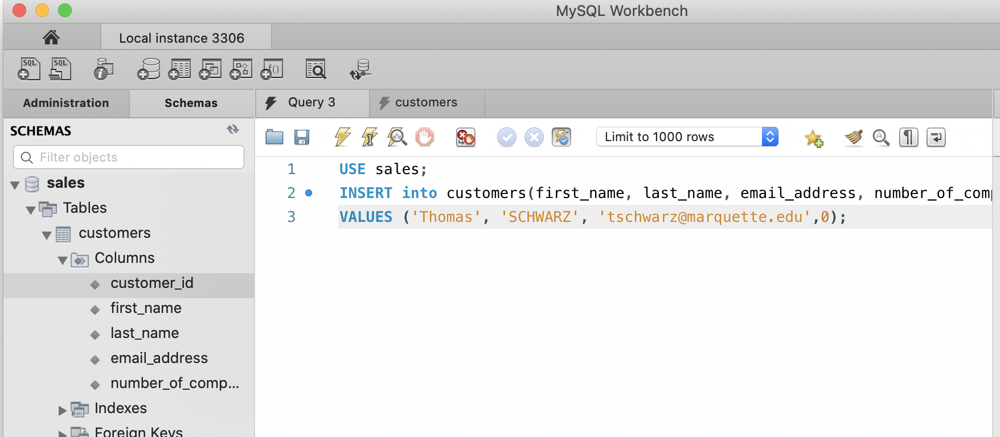 MySQL Workbench
Local instance 3306
SQL SQL f()
Administration Schemas Query 3 customers
SCHEMAS
Filter objects
Limit to 1000 rows
sales
Tables
customers
Columns
customer_id
first_name
last_name
email_address
number_of_comp...
Indexes
Foreign Keys
1 USE sales;
2 INSERT into customers(first_name, last_name, email_address, number_of_com
3 VALUES ('Thomas', 'SCHWARZ', 'tschwarz@marquette.edu',0);